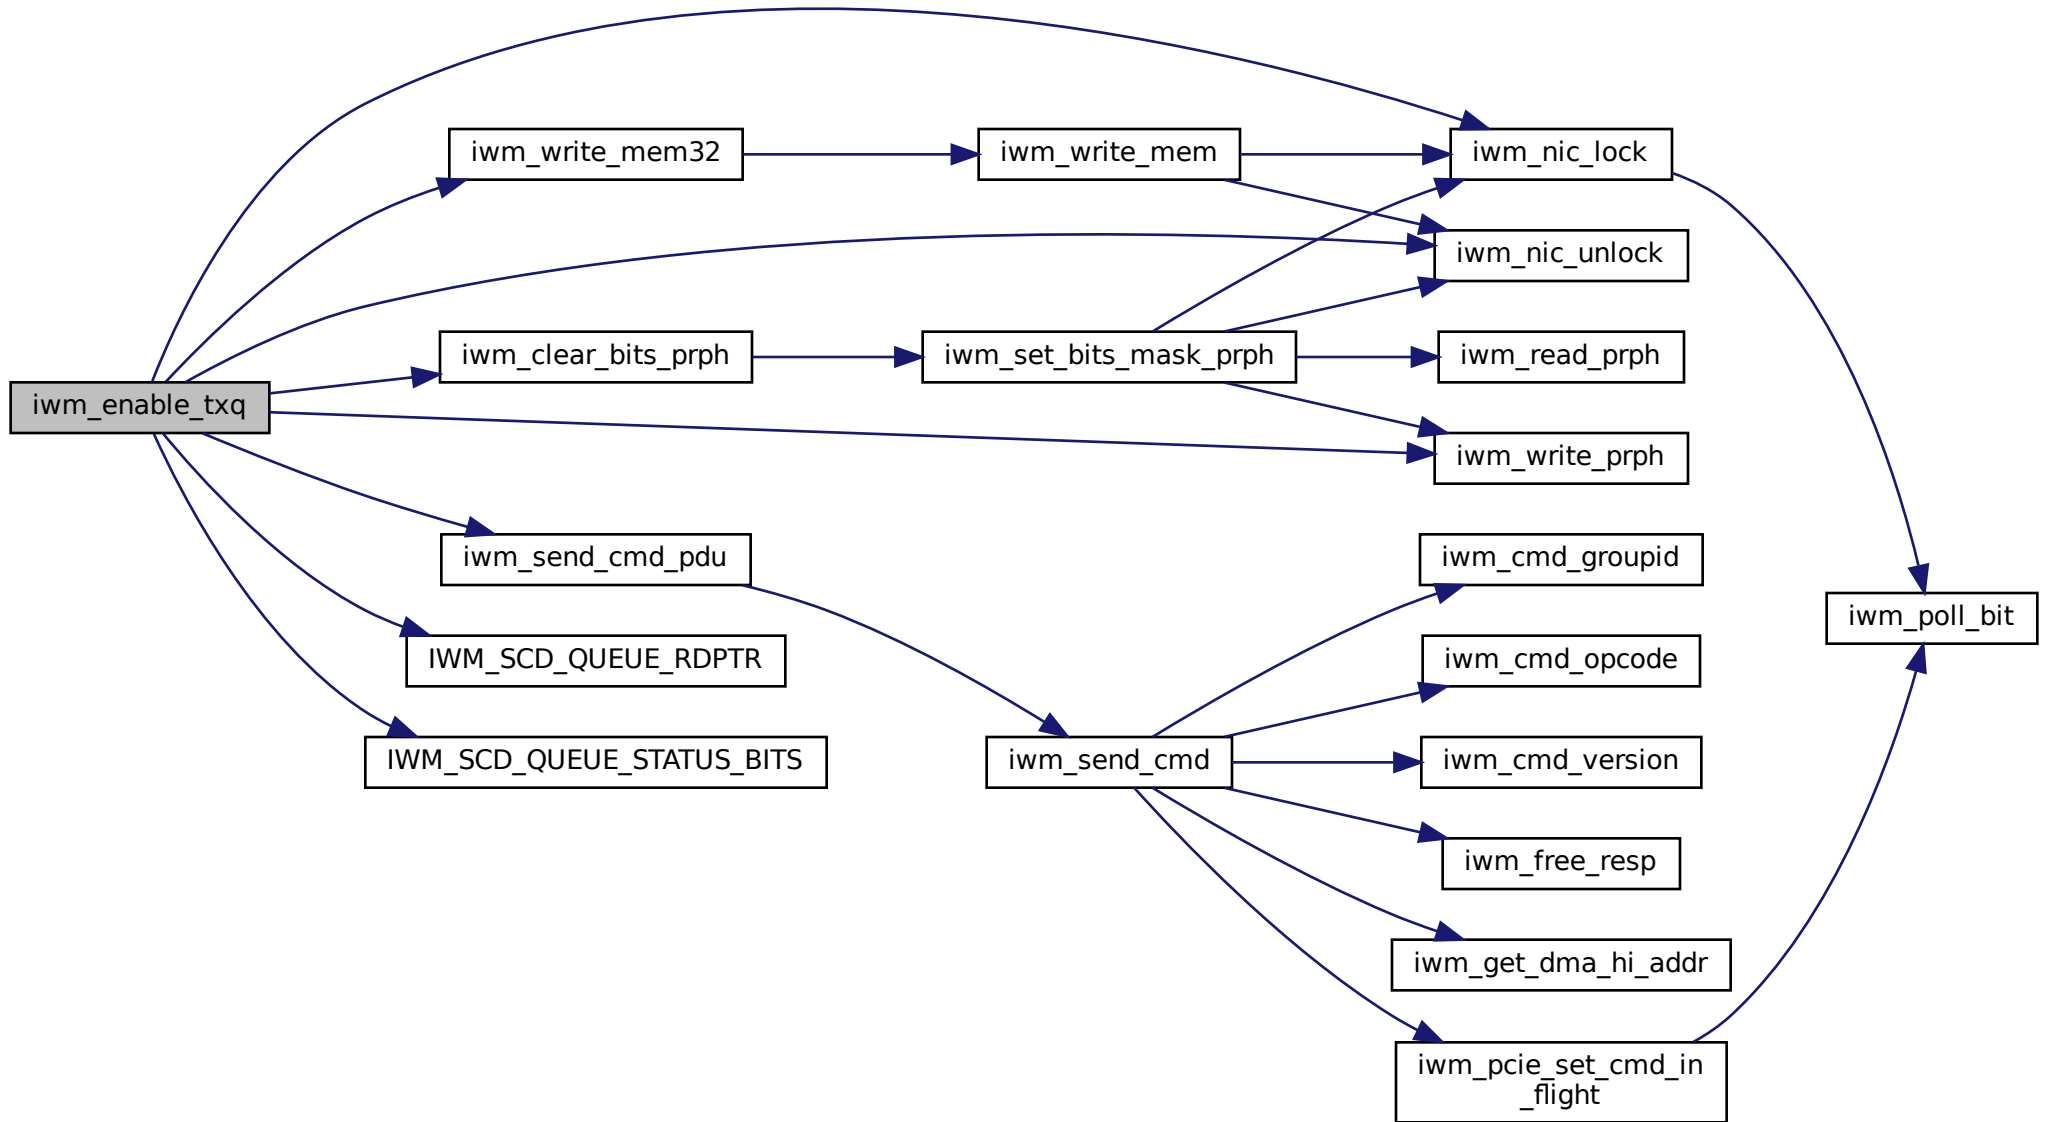 iwm_enable_txq
iwm_write_mem32
iwm_write_mem
iwm_nic_lock
iwm_nic_unlock
iwm_clear_bits_prph
iwm_set_bits_mask_prph
iwm_read_prph
iwm_write_prph
iwm_send_cmd_pdu
IWM_SCD_QUEUE_RDPTR
IWM_SCD_QUEUE_STATUS_BITS
iwm_send_cmd
iwm_cmd_groupid
iwm_cmd_opcode
iwm_cmd_version
iwm_free_resp
iwm_get_dma_hi_addr
iwm_pcie_set_cmd_in
_flight
iwm_poll_bit